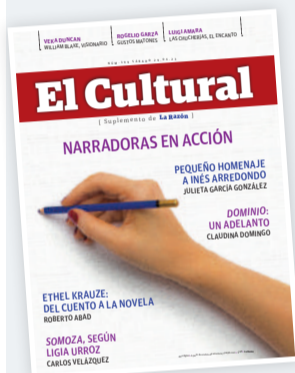 VEKA DUNCAN
WILLIAM BLAKE, VISIONARIO
ROGELIO GARZA
GUSTOS MATONES
LUIGI AMARA
LAS CHUCHERÍAS, EL ENCANTO
El Cultural
[ Suplemento de La Razón ]
NARRADORAS EN ACCIÓN
PEQUEÑO HOMENAJE
A INÉS ARREDONDO
JULIETA GARCÍA GONZÁLEZ
DOMINIO:
UN ADELANTO
CLAUDINA DOMINGO
ETHEL KRAUZE:
DEL CUENTO A LA NOVELA
ROBERTO ABAD
SOMOZA, SEGÚN
LIGIA URROZ
CARLOS VELÁZQUEZ